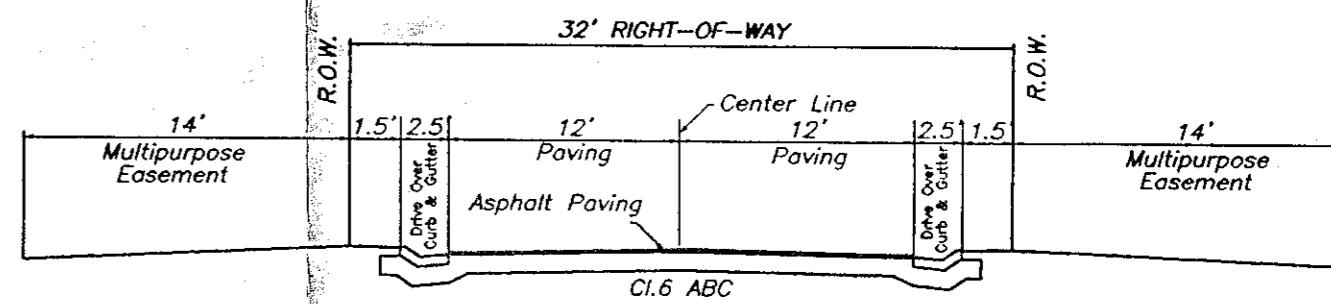 32' RIGHT-OF-WAY
R.O.W.
R.O.W.
Center Line
14'
1.5'
2.5'
12'
12'
2.5'
1.5'
14'
Multipurpose
Easement
Drive Over
Curb & Gutter
Paving
Paving
Drive Over
Curb & Gutter
Multipurpose
Easement
Asphalt Paving
Cl.6 ABC